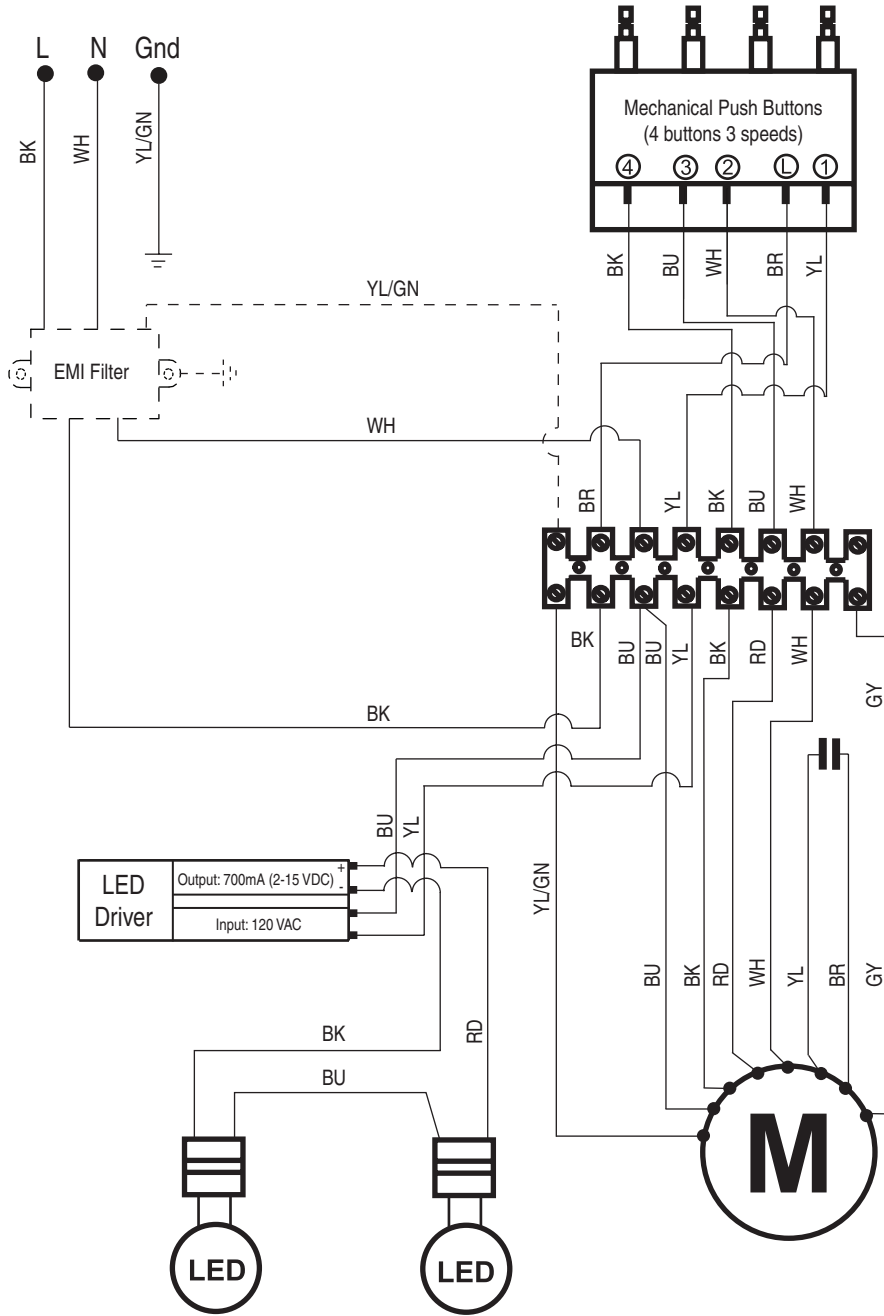 L N Gnd
BK WH YL/GN
Mechanical Push Buttons
(4 buttons 3 speeds)
4 3 2 L 1
BK BU WH BR YL
YL/GN
EMI Filter
WH
BR YL BK BU WH
BK BU BU YL BK RD WH
GY
BK
BU YL
LED
Driver
Output: 700mA (2-15 VDC)
+
-
Input: 120 VAC
YL/GN
BU BK RD WH YL BR GY
BK
RD
BU
M
LED LED